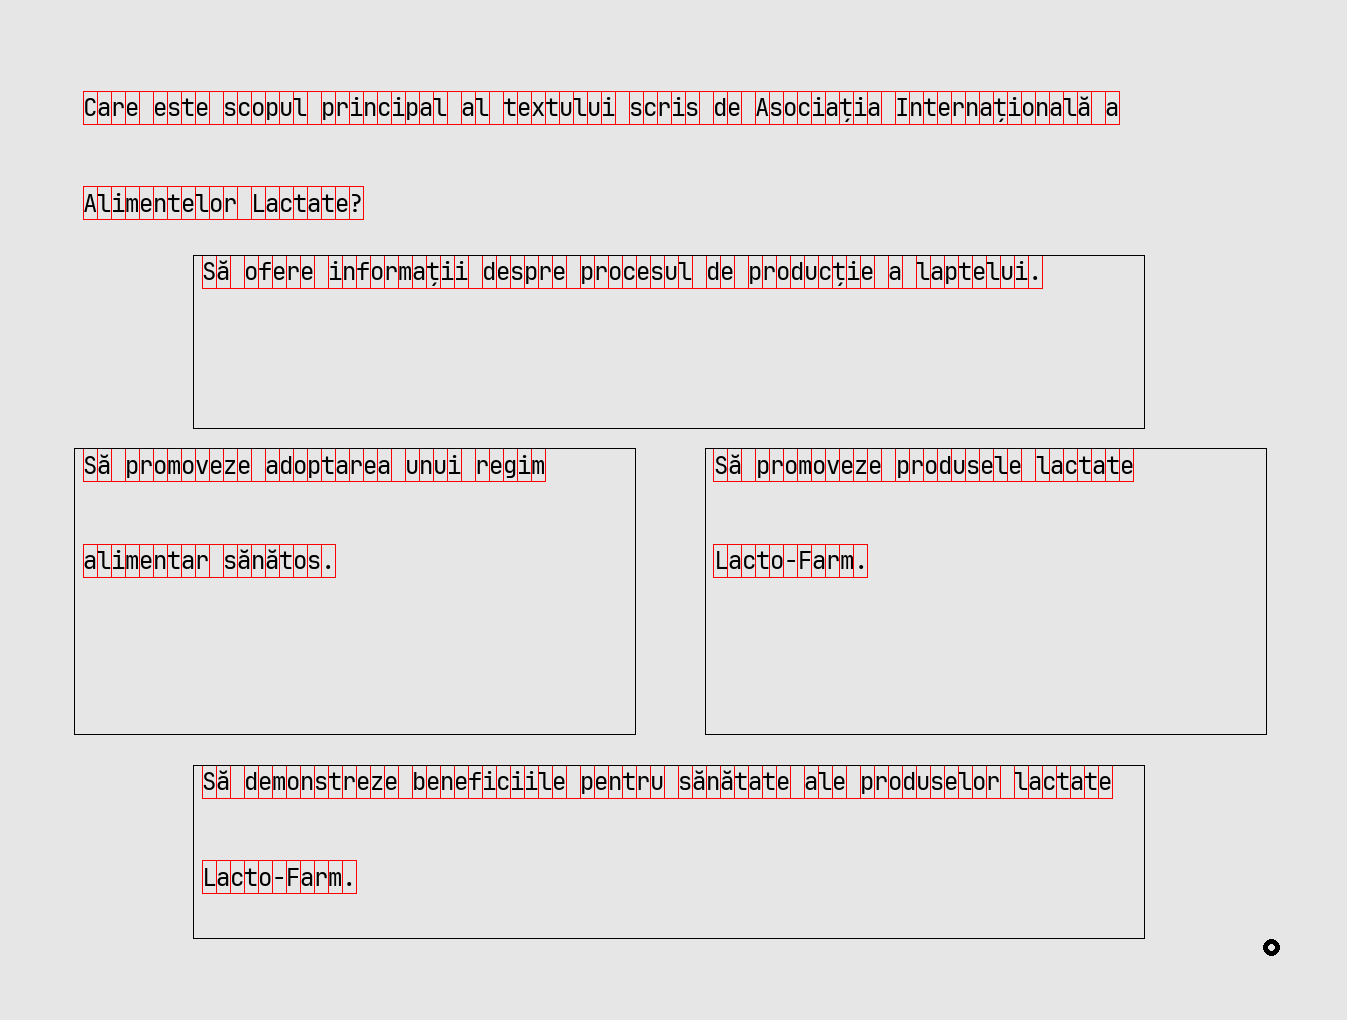 Care este scopul principal al textului scris de Asociația Internațională a
Alimentelor Lactate?
Să ofere informații despre procesul de producție a laptelui.
Să promoveze adoptarea unui regim
alimentar sănătos.
Să promoveze produsele lactate
Lacto-Farm.
Să demonstreze beneficiile pentru sănătate ale produselor lactate
Lacto-Farm.